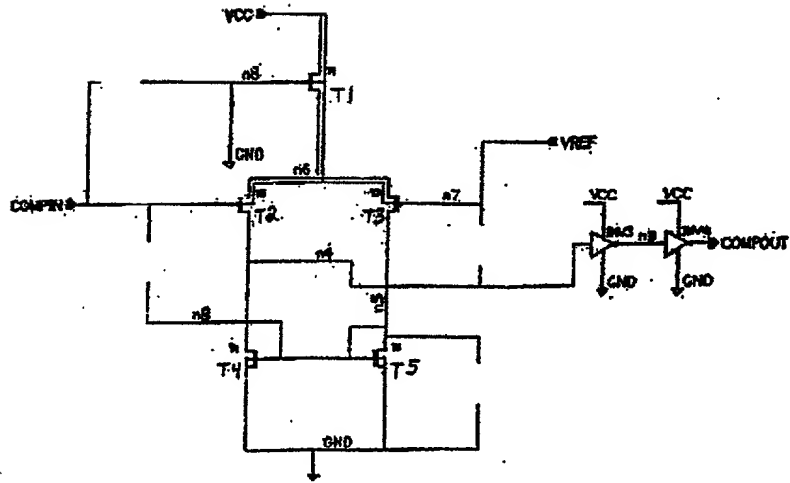 VCC
n8
T1
GND
n6
VREF
COMPIN
T2
T3
n7
VCC
VCC
n4
n9
COMPOUT
GND
GND
n5
n8
T4
T5
GND